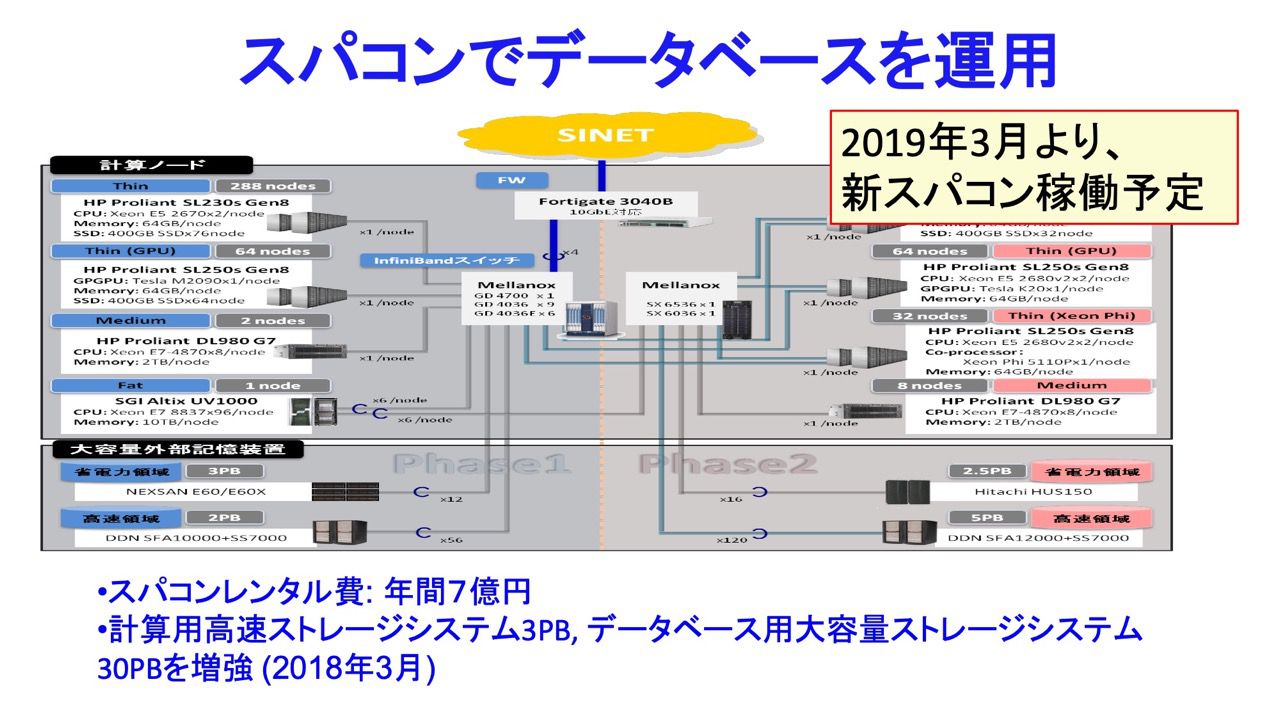 スパコンでデータベースを運用
SINET
2019年3月より、
新スパコン稼働予定
計算ノード
FW
Fortigate 3040B
10GbE対応
Thin
288 nodes
HP Proliant SL230s Gen8
CPU: Xeon E5 2670x2/node
Memory: 64GB/node
SSD: 400GB SSDx76node
x1 /node
Thin (GPU)
64 nodes
HP Proliant SL250s Gen8
GPGPU: Tesla M2090x1/node
Memory: 64GB/node
SSD: 400GB SSDx64node
x1 /node
Medium
2 nodes
HP Proliant DL980 G7
CPU: Xeon E7-4870x8/node
Memory: 2TB/node
x1 /node
Fat
1 node
SGI Altix UV1000
CPU: Xeon E7 8837x96/node
Memory: 10TB/node
x6 /node
x6 /node
InfiniBandスイッチ
x4
Mellanox
GD 4700 x 1
GD 4036 x 9
GD 4036E x 6
Mellanox
SX 6536 x 1
SX 6036 x 1
SSD: 400GB SSDx32node
x1 /node
64 nodes
Thin (GPU)
HP Proliant SL250s Gen8
CPU: Xeon E5 2680v2x2/node
GPGPU: Tesla K20x1/node
Memory: 64GB/node
x1 /node
32 nodes
Thin (Xeon Phi)
HP Proliant SL250s Gen8
CPU: Xeon E5 2680v2x2/node
Co-processor:
Xeon Phi 5110Px1/node
Memory: 64GB/node
x1 /node
8 nodes
Medium
HP Proliant DL980 G7
CPU: Xeon E7-4870x8/node
Memory: 2TB/node
x1 /node
大容量外部記憶装置
Phase1
Phase2
省電力領域
3PB
NEXSAN E60/E60X
x12
高速領域
2PB
DDN SFA10000+SS7000
x56
2.5PB
省電力領域
Hitachi HUS150
x16
5PB
高速領域
DDN SFA12000+SS7000
x120
•スパコンレンタル費: 年間７億円
•計算用高速ストレージシステム3PB, データベース用大容量ストレージシステム
30PBを増強 (2018年3月)